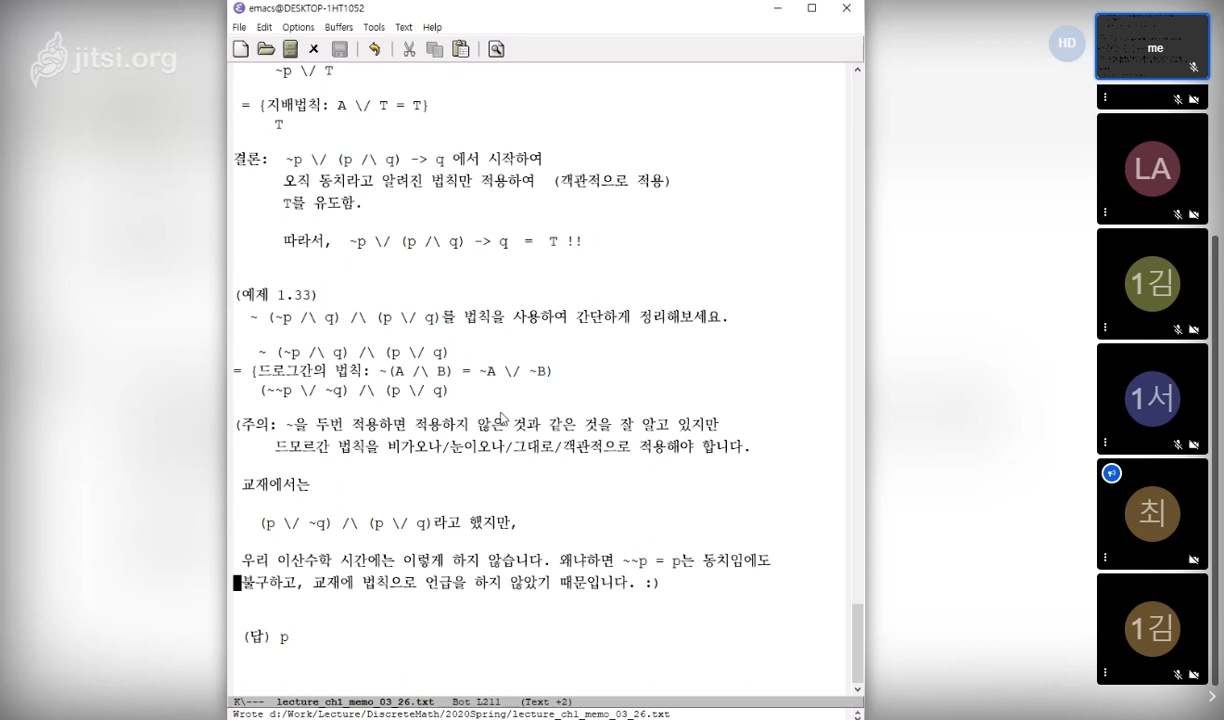 emacs@DESKTOP-1HT1052
File Edit Options Buffers Tools Text Help
jitsi.org
~p \/ T
= {지배법칙: A \/ T = T}
T
결론: ~p \/ (p /\ q) -> q 에서 시작하여
오직 동치라고 알려진 법칙만 적용하여 (객관적으로 적용)
T를 유도함.
따라서, ~p \/ (p /\ q) -> q = T !!
(예제 1.33)
~ (~p /\ q) /\ (p \/ q)를 법칙을 사용하여 간단하게 정리해보세요.
~ (~p /\ q) /\ (p \/ q)
= {드로그간의 법칙: ~(A /\ B) = ~A \/ ~B)
(~~p \/ ~q) /\ (p \/ q)
(주의: ~을 두번 적용하면 적용하지 않은 것과 같은 것을 잘 알고 있지만
드모르간 법칙을 비가오나/눈이오나/그대로/객관적으로 적용해야 합니다.
교재에서는
(p \/ ~q) /\ (p \/ q)라고 했지만,
우리 이산수학 시간에는 이렇게 하지 않습니다. 왜냐하면 ~~p = p는 동치임에도
불구하고, 교재에 법칙으로 언급을 하지 않았기 때문입니다. :)
(답) p
K\--- lecture_ch1_memo_03_26.txt Bot L211 (Text +2)
Wrote d:/Work/Lecture/DiscreteMath/2020Spring/lecture_ch1_memo_03_26.txt
HD
me
LA
1김
1서
최
1김